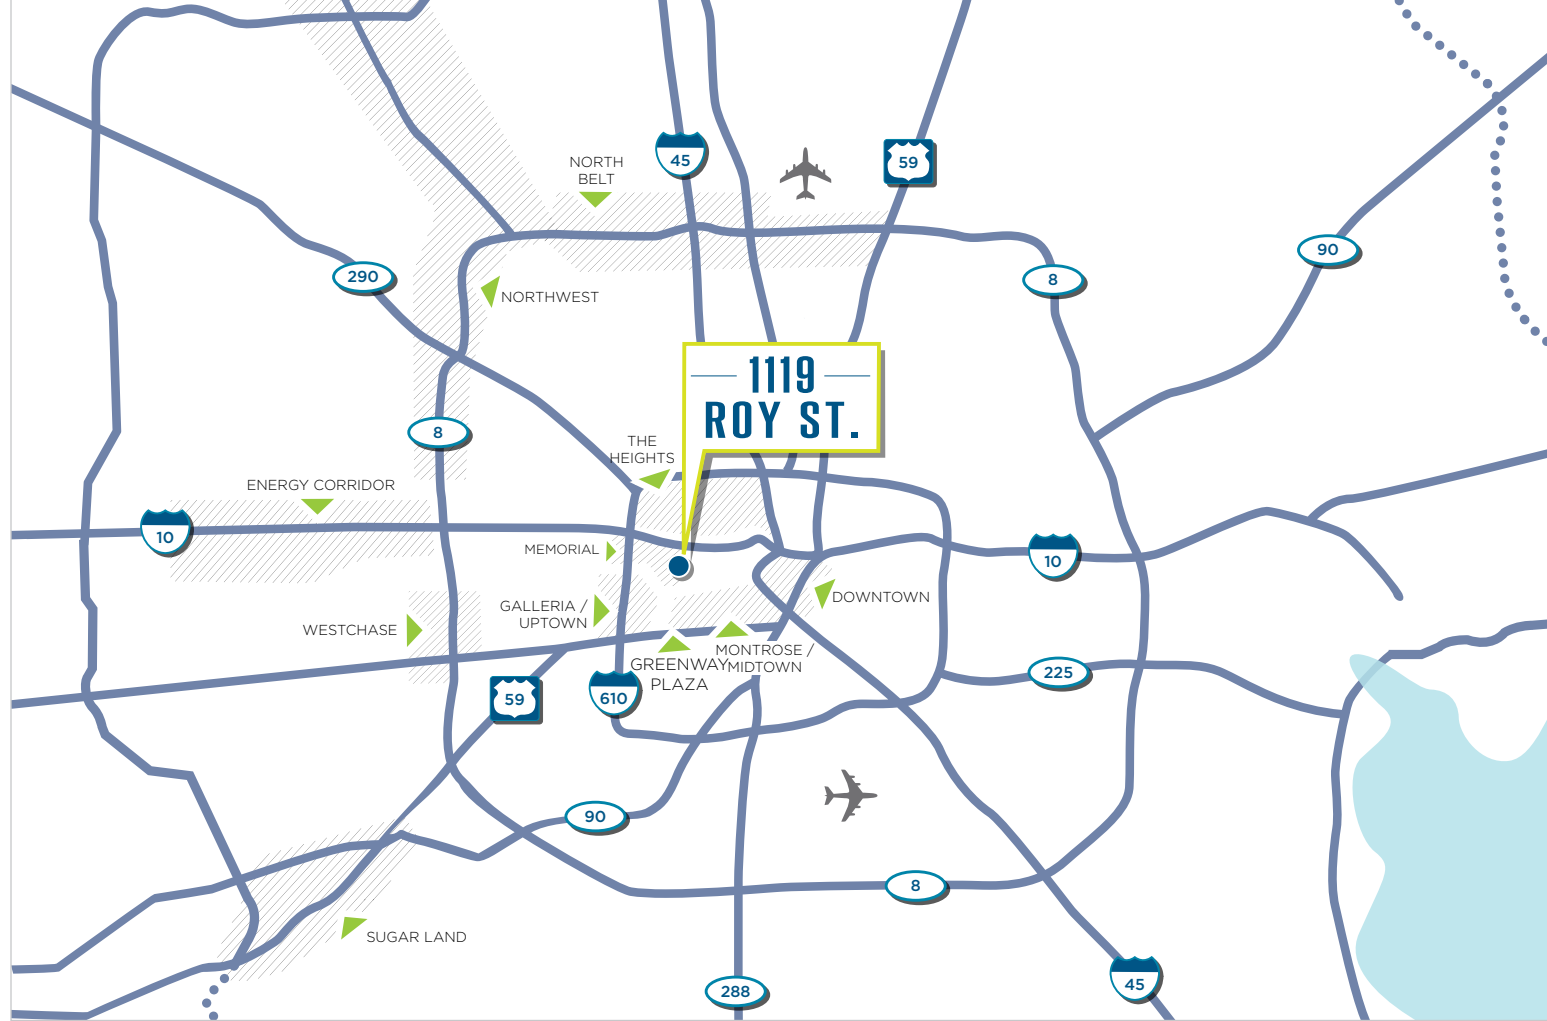 45
59
NORTH
BELT
90
290
8
NORTHWEST
1119
ROY ST.
8
THE
HEIGHTS
ENERGY CORRIDOR
10
MEMORIAL
10
DOWNTOWN
GALLERIA /
UPTOWN
WESTCHASE
MONTROSE /
MIDTOWN
GREENWAY
PLAZA
225
59
610
90
8
SUGAR LAND
288
45